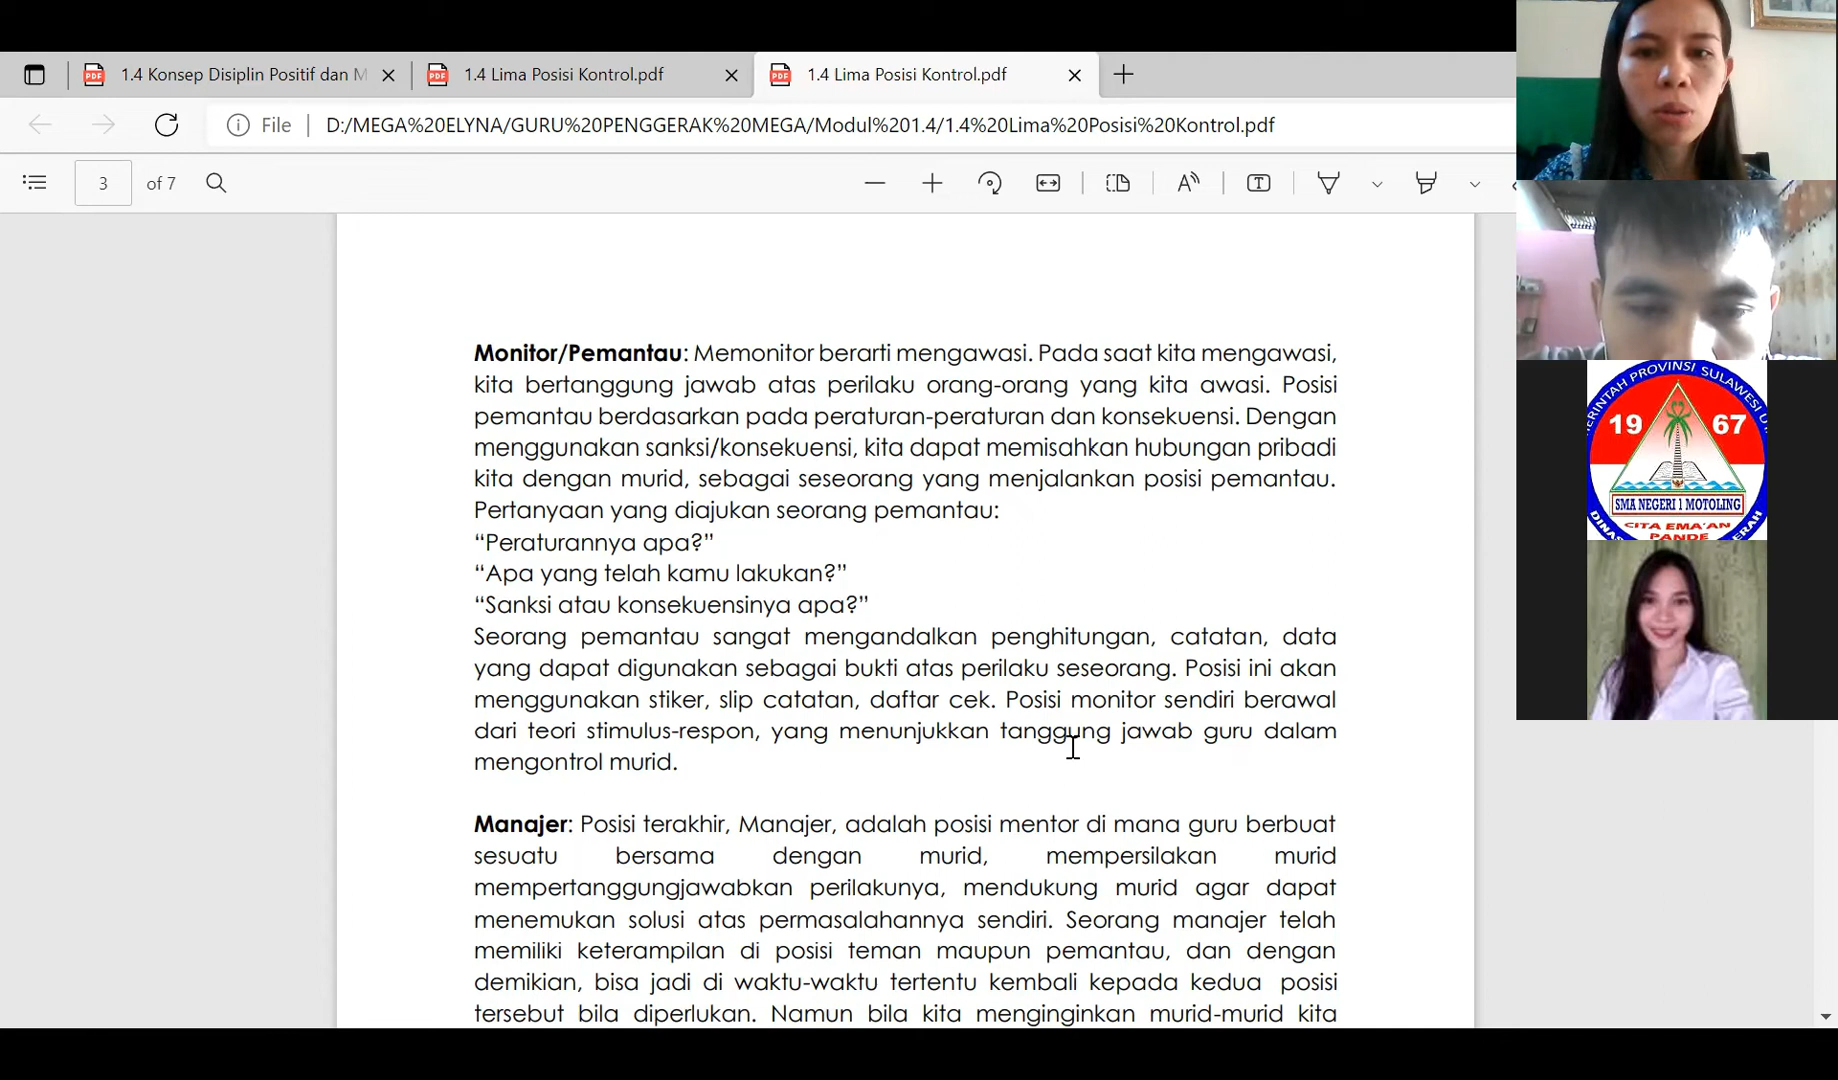 1.4 Konsep Disiplin Positif dan M
1.4 Lima Posisi Kontrol.pdf
1.4 Lima Posisi Kontrol.pdf
File
D:/MEGA%20ELYNA/GURU%20PENGGERAK%20MEGA/Modul%201.4/1.4%20Lima%20Posisi%20Kontrol.pdf
3 of 7
Monitor/Pemantau: Memonitor berarti mengawasi. Pada saat kita mengawasi,
kita bertanggung jawab atas perilaku orang-orang yang kita awasi. Posisi
pemantau berdasarkan pada peraturan-peraturan dan konsekuensi. Dengan
menggunakan sanksi/konsekuensi, kita dapat memisahkan hubungan pribadi
kita dengan murid, sebagai seseorang yang menjalankan posisi pemantau.
Pertanyaan yang diajukan seorang pemantau:
“Peraturannya apa?”
“Apa yang telah kamu lakukan?”
“Sanksi atau konsekuensinya apa?”
Seorang pemantau sangat mengandalkan penghitungan, catatan, data
yang dapat digunakan sebagai bukti atas perilaku seseorang. Posisi ini akan
menggunakan stiker, slip catatan, daftar cek. Posisi monitor sendiri berawal
dari teori stimulus-respon, yang menunjukkan tanggung jawab guru dalam
mengontrol murid.
Manajer: Posisi terakhir, Manajer, adalah posisi mentor di mana guru berbuat
sesuatu bersama dengan murid, mempersilakan murid
mempertanggungjawabkan perilakunya, mendukung murid agar dapat
menemukan solusi atas permasalahannya sendiri. Seorang manajer telah
memiliki keterampilan di posisi teman maupun pemantau, dan dengan
demikian, bisa jadi di waktu-waktu tertentu kembali kepada kedua posisi
tersebut bila diperlukan. Namun bila kita menginginkan murid-murid kita
PROVINSI SULAWESI
19 67
SMA NEGERI 1 MOTOLING
CITA EMA'AN
PANDE